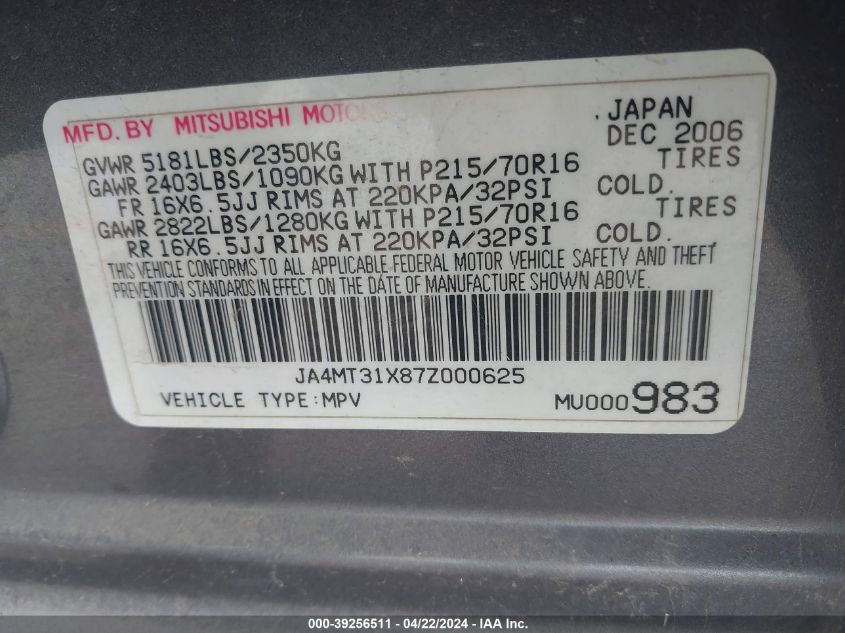 MFD. BY MITSUBISHI MOTORS . JAPAN
DEC 2006
GVWR 5181LBS/2350KG
GAWR 2403LBS/1090KG WITH P215/70R16 TIRES
FR 16X6.5JJ RIMS AT 220KPA/32PSI COLD.
GAWR 2822LBS/1280KG WITH P215/70R16 TIRES
RR 16X6.5JJ RIMS AT 220KPA/32PSI COLD.
THIS VEHICLE CONFORMS TO ALL APPLICABLE FEDERAL MOTOR VEHICLE SAFETY AND THEFT
PREVENTION STANDARDS IN EFFECT ON THE DATE OF MANUFACTURE SHOWN ABOVE.
JA4MT31X87Z000625
VEHICLE TYPE:MPV MU000983
000-39256511 - 04/22/2024 - IAA Inc.